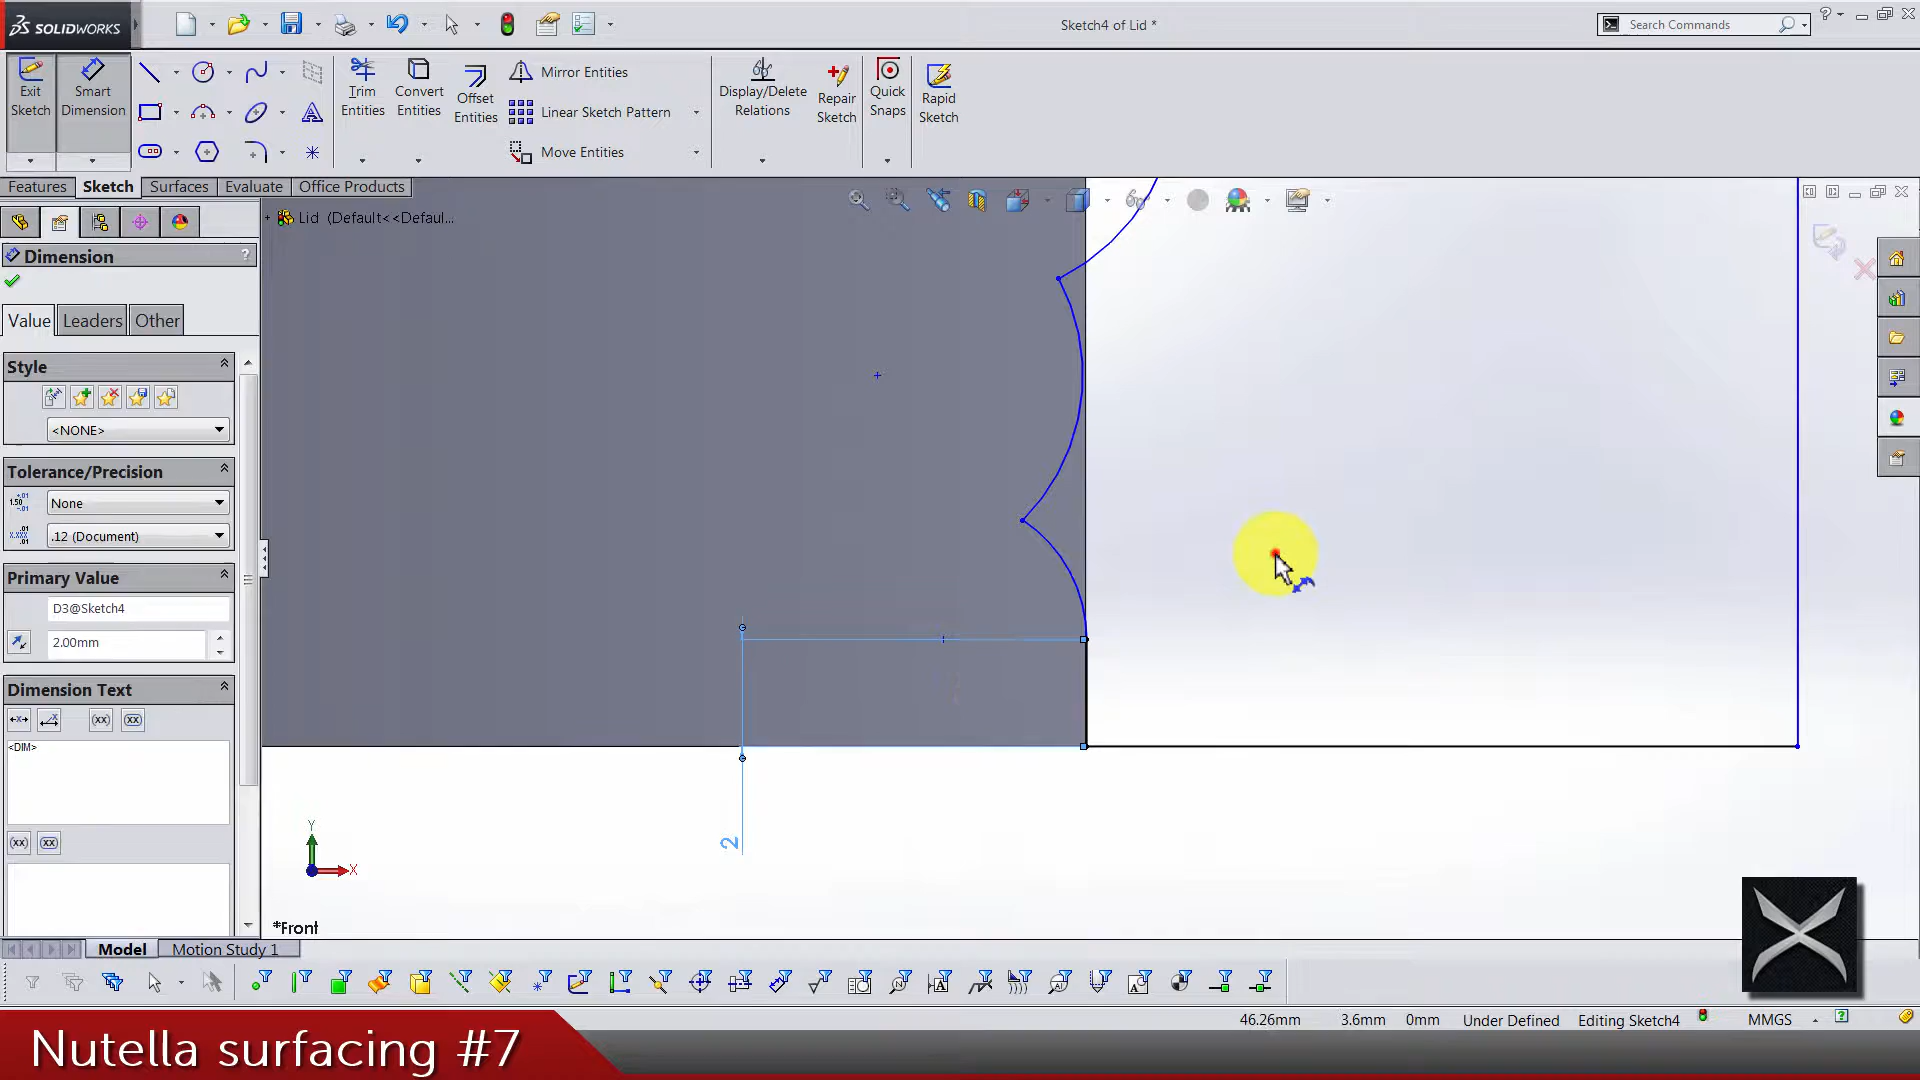 SOLIDWORKS
Sketch4 of Lid *
Search Commands
Exit
Sketch
Smart
Dimension
Trim
Entities
Convert
Entities
Offset
Entities
Mirror Entities
Linear Sketch Pattern
Move Entities
Display/Delete
Relations
Repair
Sketch
Quick
Snaps
Rapid
Sketch
Features
Sketch
Surfaces
Evaluate
Office Products
Lid (Default<<Defaul...
Dimension
?
Value
Leaders
Other
Style
<NONE>
Tolerance/Precision
None
.12 (Document)
Primary Value
D3@Sketch4
2.00mm
Dimension Text
<DIM>
2
Y
X
*Front
Model
Motion Study 1
46.26mm
3.6mm
0mm
Under Defined
Editing Sketch4
MMGS
Nutella surfacing #7